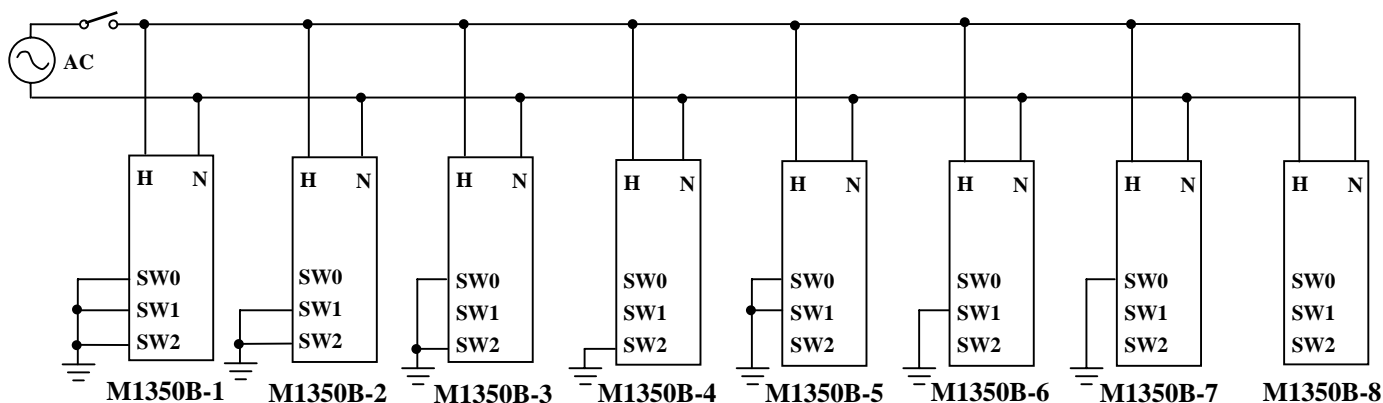 AC
H N H N H N H N H N H N H N H N
SW0 SW0 SW0 SW0 SW0 SW0 SW0 SW0
SW1 SW1 SW1 SW1 SW1 SW1 SW1 SW1
SW2 SW2 SW2 SW2 SW2 SW2 SW2 SW2
M1350B-1 M1350B-2 M1350B-3 M1350B-4 M1350B-5 M1350B-6 M1350B-7 M1350B-8